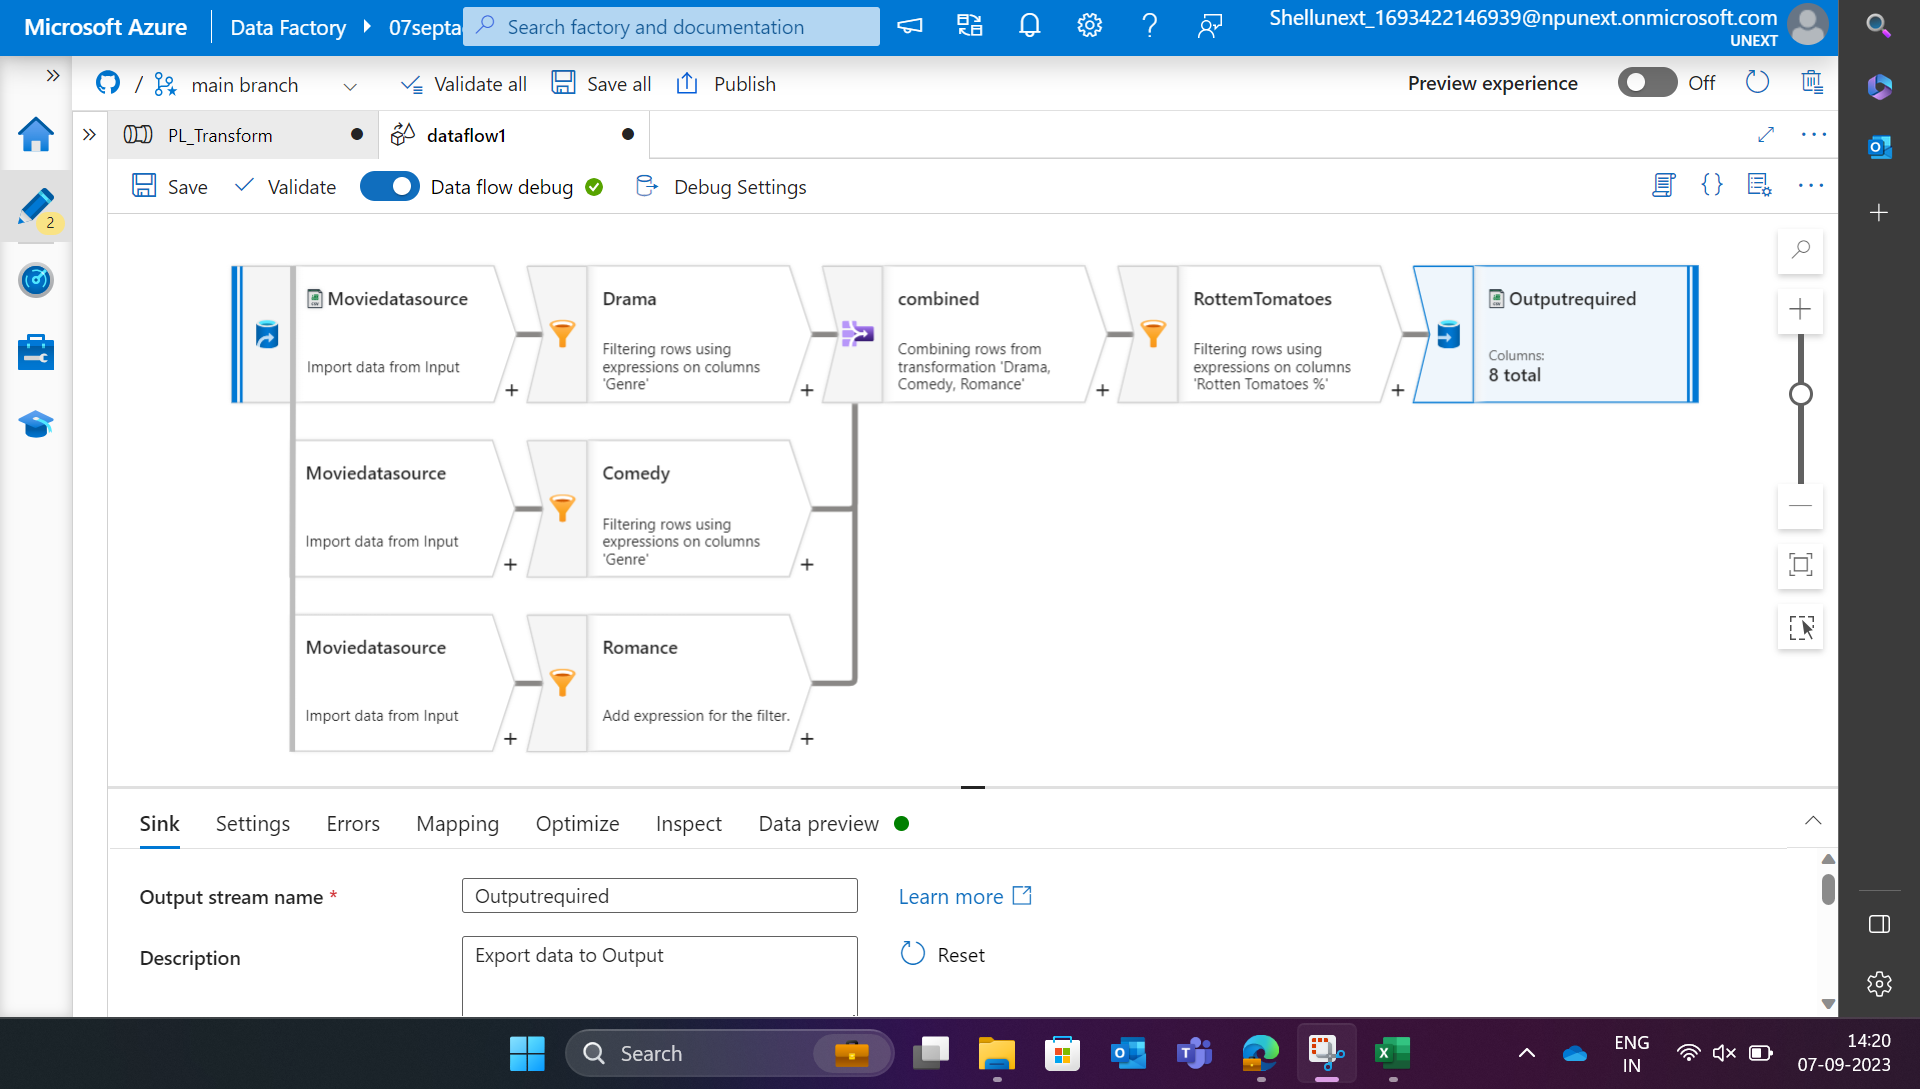 Microsoft Azure
Data Factory
07septa
Search factory and documentation
Shellunext_1693422146939@npunext.onmicrosoft.com
UNEXT
/ main branch
Validate all
Save all
Publish
Preview experience
Off
PL_Transform
dataflow1
2
Save
Validate
Data flow debug
Debug Settings
Moviedatasource
Import data from Input
Drama
Filtering rows using
expressions on columns
'Genre'
combined
Combining rows from
transformation 'Drama,
Comedy, Romance'
RottemTomatoes
Filtering rows using
expressions on columns
'Rotten Tomatoes %'
Outputrequired
Columns:
8 total
Moviedatasource
Import data from Input
Comedy
Filtering rows using
expressions on columns
'Genre'
Moviedatasource
Import data from Input
Romance
Add expression for the filter.
Sink
Settings
Errors
Mapping
Optimize
Inspect
Data preview
Output stream name *
Outputrequired
Learn more
Description
Export data to Output
Reset
Search
ENG
IN
14:20
07-09-2023